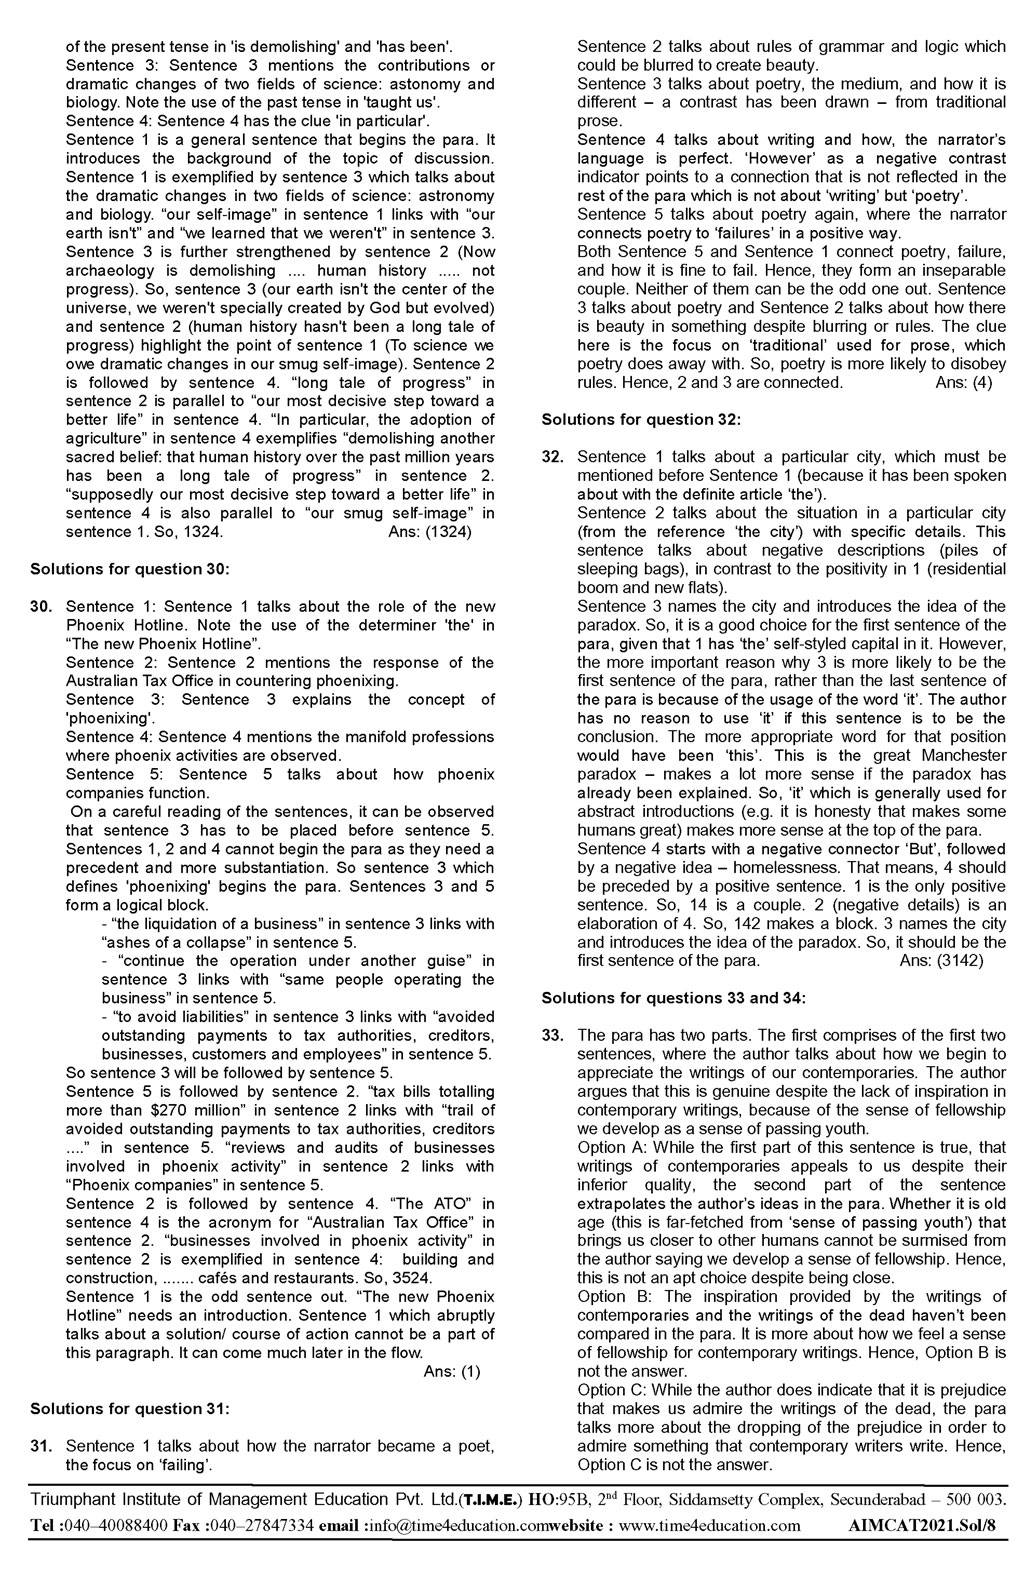 of the present tense in 'is demolishing' and 'has been'.
Sentence 3: Sentence 3 mentions the contributions or
dramatic changes of two fields of science: astonomy and
biology. Note the use of the past tense in 'taught us'.
Sentence 4: Sentence 4 has the clue 'in particular'.
Sentence 1 is a general sentence that begins the para. It
introduces the background of the topic of discussion.
Sentence 1 is exemplified by sentence 3 which talks about
the dramatic changes in two fields of science: astronomy
and biology. “our self-image” in sentence 1 links with “our
earth isn't” and “we learned that we weren't” in sentence 3.
Sentence 3 is further strengthened by sentence 2 (Now
archaeology is demolishing .... human history ..... not
progress). So, sentence 3 (our earth isn't the center of the
universe, we weren't specially created by God but evolved)
and sentence 2 (human history hasn't been a long tale of
progress) highlight the point of sentence 1 (To science we
owe dramatic changes in our smug self-image). Sentence 2
is followed by sentence 4. “long tale of progress” in
sentence 2 is parallel to “our most decisive step toward a
better life” in sentence 4. “In particular, the adoption of
agriculture” in sentence 4 exemplifies “demolishing another
sacred belief: that human history over the past million years
has been a long tale of progress” in sentence 2.
“supposedly our most decisive step toward a better life” in
sentence 4 is also parallel to “our smug self-image” in
sentence 1. So, 1324. Ans: (1324)
Solutions for question 30:
30. Sentence 1: Sentence 1 talks about the role of the new
Phoenix Hotline. Note the use of the determiner 'the' in
“The new Phoenix Hotline”.
Sentence 2: Sentence 2 mentions the response of the
Australian Tax Office in countering phoenixing.
Sentence 3: Sentence 3 explains the concept of
'phoenixing'.
Sentence 4: Sentence 4 mentions the manifold professions
where phoenix activities are observed.
Sentence 5: Sentence 5 talks about how phoenix
companies function.
On a careful reading of the sentences, it can be observed
that sentence 3 has to be placed before sentence 5.
Sentences 1, 2 and 4 cannot begin the para as they need a
precedent and more substantiation. So sentence 3 which
defines 'phoenixing' begins the para. Sentences 3 and 5
form a logical block.
- “the liquidation of a business” in sentence 3 links with
“ashes of a collapse” in sentence 5.
- “continue the operation under another guise” in
sentence 3 links with “same people operating the
business” in sentence 5.
- “to avoid liabilities” in sentence 3 links with “avoided
outstanding payments to tax authorities, creditors,
businesses, customers and employees” in sentence 5.
So sentence 3 will be followed by sentence 5.
Sentence 5 is followed by sentence 2. “tax bills totalling
more than $270 million” in sentence 2 links with “trail of
avoided outstanding payments to tax authorities, creditors
....” in sentence 5. “reviews and audits of businesses
involved in phoenix activity” in sentence 2 links with
“Phoenix companies” in sentence 5.
Sentence 2 is followed by sentence 4. “The ATO” in
sentence 4 is the acronym for “Australian Tax Office” in
sentence 2. “businesses involved in phoenix activity” in
sentence 2 is exemplified in sentence 4: building and
construction, ....... cafés and restaurants. So, 3524.
Sentence 1 is the odd sentence out. “The new Phoenix
Hotline” needs an introduction. Sentence 1 which abruptly
talks about a solution/ course of action cannot be a part of
this paragraph. It can come much later in the flow.
Ans: (1)
Solutions for question 31:
31. Sentence 1 talks about how the narrator became a poet,
the focus on ‘failing’.
Sentence 2 talks about rules of grammar and logic which
could be blurred to create beauty.
Sentence 3 talks about poetry, the medium, and how it is
different – a contrast has been drawn – from traditional
prose.
Sentence 4 talks about writing and how, the narrator’s
language is perfect. ‘However’ as a negative contrast
indicator points to a connection that is not reflected in the
rest of the para which is not about ‘writing’ but ‘poetry’.
Sentence 5 talks about poetry again, where the narrator
connects poetry to ‘failures’ in a positive way.
Both Sentence 5 and Sentence 1 connect poetry, failure,
and how it is fine to fail. Hence, they form an inseparable
couple. Neither of them can be the odd one out. Sentence
3 talks about poetry and Sentence 2 talks about how there
is beauty in something despite blurring or rules. The clue
here is the focus on ‘traditional’ used for prose, which
poetry does away with. So, poetry is more likely to disobey
rules. Hence, 2 and 3 are connected. Ans: (4)
Solutions for question 32:
32. Sentence 1 talks about a particular city, which must be
mentioned before Sentence 1 (because it has been spoken
about with the definite article ‘the’).
Sentence 2 talks about the situation in a particular city
(from the reference ‘the city’) with specific details. This
sentence talks about negative descriptions (piles of
sleeping bags), in contrast to the positivity in 1 (residential
boom and new flats).
Sentence 3 names the city and introduces the idea of the
paradox. So, it is a good choice for the first sentence of the
para, given that 1 has ‘the’ self-styled capital in it. However,
the more important reason why 3 is more likely to be the
first sentence of the para, rather than the last sentence of
the para is because of the usage of the word ‘it’. The author
has no reason to use ‘it’ if this sentence is to be the
conclusion. The more appropriate word for that position
would have been ‘this’. This is the great Manchester
paradox – makes a lot more sense if the paradox has
already been explained. So, ‘it’ which is generally used for
abstract introductions (e.g. it is honesty that makes some
humans great) makes more sense at the top of the para.
Sentence 4 starts with a negative connector ‘But’, followed
by a negative idea – homelessness. That means, 4 should
be preceded by a positive sentence. 1 is the only positive
sentence. So, 14 is a couple. 2 (negative details) is an
elaboration of 4. So, 142 makes a block. 3 names the city
and introduces the idea of the paradox. So, it should be the
first sentence of the para. Ans: (3142)
Solutions for questions 33 and 34:
33. The para has two parts. The first comprises of the first two
sentences, where the author talks about how we begin to
appreciate the writings of our contemporaries. The author
argues that this is genuine despite the lack of inspiration in
contemporary writings, because of the sense of fellowship
we develop as a sense of passing youth.
Option A: While the first part of this sentence is true, that
writings of contemporaries appeals to us despite their
inferior quality, the second part of the sentence
extrapolates the author’s ideas in the para. Whether it is old
age (this is far-fetched from ‘sense of passing youth’) that
brings us closer to other humans cannot be surmised from
the author saying we develop a sense of fellowship. Hence,
this is not an apt choice despite being close.
Option B: The inspiration provided by the writings of
contemporaries and the writings of the dead haven’t been
compared in the para. It is more about how we feel a sense
of fellowship for contemporary writings. Hence, Option B is
not the answer.
Option C: While the author does indicate that it is prejudice
that makes us admire the writings of the dead, the para
talks more about the dropping of the prejudice in order to
admire something that contemporary writers write. Hence,
Option C is not the answer.
Triumphant Institute of Management Education Pvt. Ltd.(T.I.M.E.) HO:95B, 2nd Floor, Siddamsetty Complex, Secunderabad – 500 003.
Tel :040–40088400 Fax :040–27847334 email :info@time4education.comwebsite : www.time4education.com AIMCAT2021.Sol/8